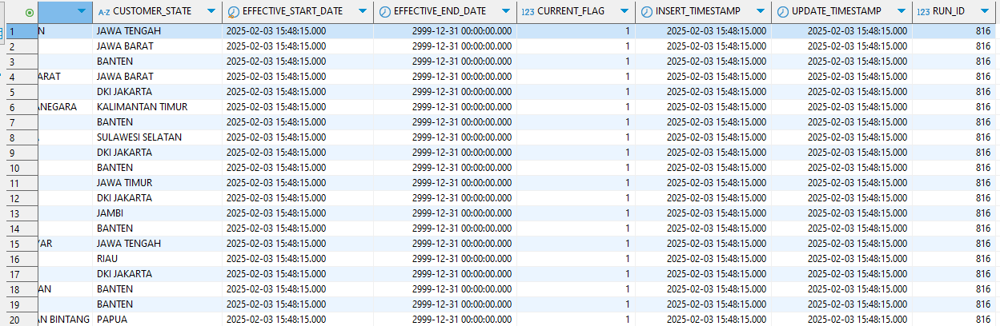 A-Z CUSTOMER_STATE EFFECTIVE_START_DATE EFFECTIVE_END_DATE 123 CURRENT_FLAG INSERT_TIMESTAMP UPDATE_TIMESTAMP 123 RUN_ID
1 N JAWA TENGAH 2025-02-03 15:48:15.000 2999-12-31 00:00:00.000 1 2025-02-03 15:48:15.000 2025-02-03 15:48:15.000 816
2 JAWA BARAT 2025-02-03 15:48:15.000 2999-12-31 00:00:00.000 1 2025-02-03 15:48:15.000 2025-02-03 15:48:15.000 816
3 BANTEN 2025-02-03 15:48:15.000 2999-12-31 00:00:00.000 1 2025-02-03 15:48:15.000 2025-02-03 15:48:15.000 816
4 ARAT JAWA BARAT 2025-02-03 15:48:15.000 2999-12-31 00:00:00.000 1 2025-02-03 15:48:15.000 2025-02-03 15:48:15.000 816
5 DKI JAKARTA 2025-02-03 15:48:15.000 2999-12-31 00:00:00.000 1 2025-02-03 15:48:15.000 2025-02-03 15:48:15.000 816
6 ANEGARA KALIMANTAN TIMUR 2025-02-03 15:48:15.000 2999-12-31 00:00:00.000 1 2025-02-03 15:48:15.000 2025-02-03 15:48:15.000 816
7 BANTEN 2025-02-03 15:48:15.000 2999-12-31 00:00:00.000 1 2025-02-03 15:48:15.000 2025-02-03 15:48:15.000 816
8 SULAWESI SELATAN 2025-02-03 15:48:15.000 2999-12-31 00:00:00.000 1 2025-02-03 15:48:15.000 2025-02-03 15:48:15.000 816
9 DKI JAKARTA 2025-02-03 15:48:15.000 2999-12-31 00:00:00.000 1 2025-02-03 15:48:15.000 2025-02-03 15:48:15.000 816
10 BANTEN 2025-02-03 15:48:15.000 2999-12-31 00:00:00.000 1 2025-02-03 15:48:15.000 2025-02-03 15:48:15.000 816
11 JAWA TIMUR 2025-02-03 15:48:15.000 2999-12-31 00:00:00.000 1 2025-02-03 15:48:15.000 2025-02-03 15:48:15.000 816
12 DKI JAKARTA 2025-02-03 15:48:15.000 2999-12-31 00:00:00.000 1 2025-02-03 15:48:15.000 2025-02-03 15:48:15.000 816
13 JAMBI 2025-02-03 15:48:15.000 2999-12-31 00:00:00.000 1 2025-02-03 15:48:15.000 2025-02-03 15:48:15.000 816
14 BANTEN 2025-02-03 15:48:15.000 2999-12-31 00:00:00.000 1 2025-02-03 15:48:15.000 2025-02-03 15:48:15.000 816
15 AR JAWA TENGAH 2025-02-03 15:48:15.000 2999-12-31 00:00:00.000 1 2025-02-03 15:48:15.000 2025-02-03 15:48:15.000 816
16 RIAU 2025-02-03 15:48:15.000 2999-12-31 00:00:00.000 1 2025-02-03 15:48:15.000 2025-02-03 15:48:15.000 816
17 DKI JAKARTA 2025-02-03 15:48:15.000 2999-12-31 00:00:00.000 1 2025-02-03 15:48:15.000 2025-02-03 15:48:15.000 816
18 AN BANTEN 2025-02-03 15:48:15.000 2999-12-31 00:00:00.000 1 2025-02-03 15:48:15.000 2025-02-03 15:48:15.000 816
19 BANTEN 2025-02-03 15:48:15.000 2999-12-31 00:00:00.000 1 2025-02-03 15:48:15.000 2025-02-03 15:48:15.000 816
20 AN BINTANG PAPUA 2025-02-03 15:48:15.000 2999-12-31 00:00:00.000 1 2025-02-03 15:48:15.000 2025-02-03 15:48:15.000 816